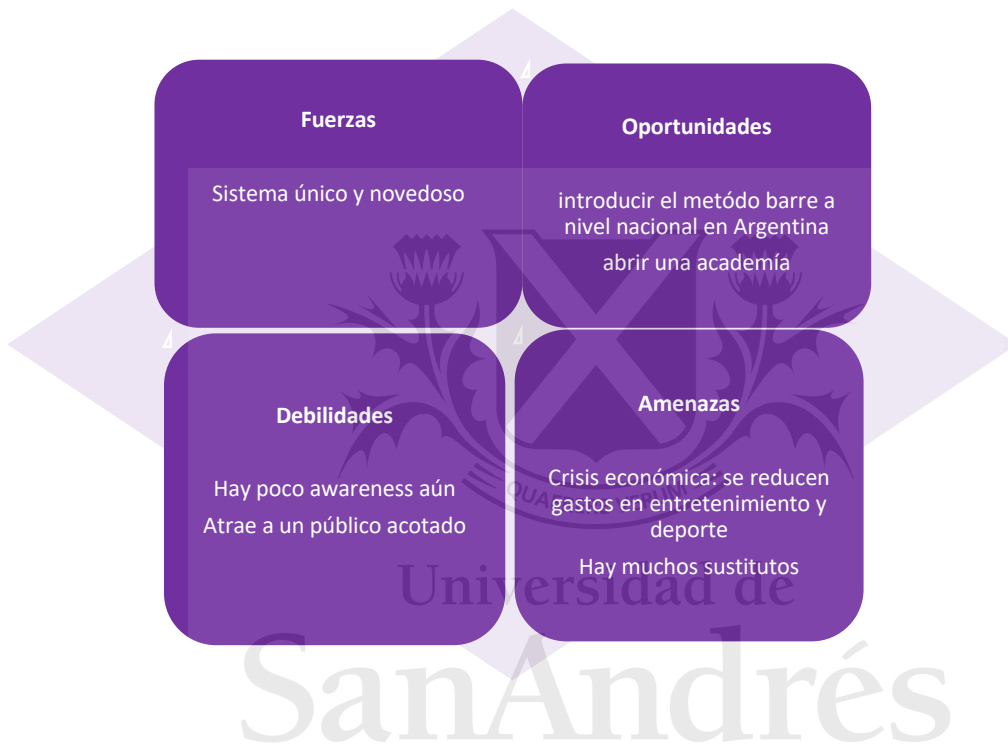 Fuerzas
Sistema único y novedoso
Oportunidades
introducir el metódo barre a
nivel nacional en Argentina
abrir una academía
Debilidades
Hay poco awareness aún
Atrae a un público acotado
Amenazas
Crisis económica: se reducen
gastos en entretenimiento y
deporte
Hay muchos sustitutos
Universidad de
SanAndrés